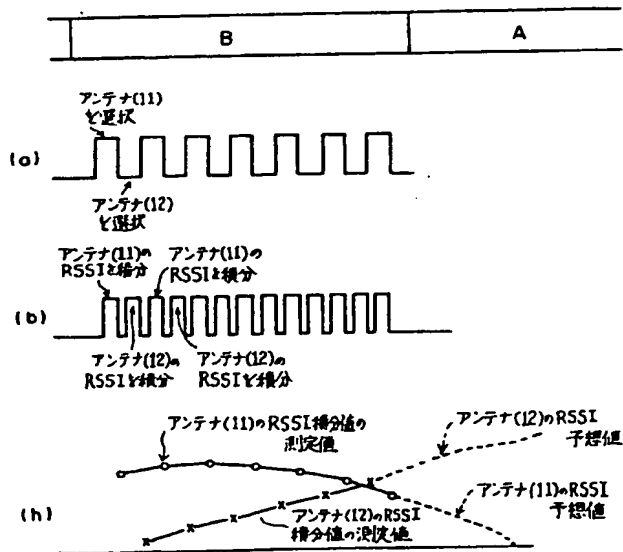 B
A
アンテナ(11)
を選択
(a)
アンテナ(12)
を選択
アンテナ(11)の
RSSIを積分
アンテナ(11)の
RSSIを積分
(b)
アンテナ(12)の
RSSIを積分
アンテナ(12)の
RSSIを積分
アンテナ(11)のRSSI積分値の
測定値
アンテナ(12)のRSSI
予想値
(h)
アンテナ(12)のRSSI
積分値の測定値
アンテナ(11)のRSSI
予想値